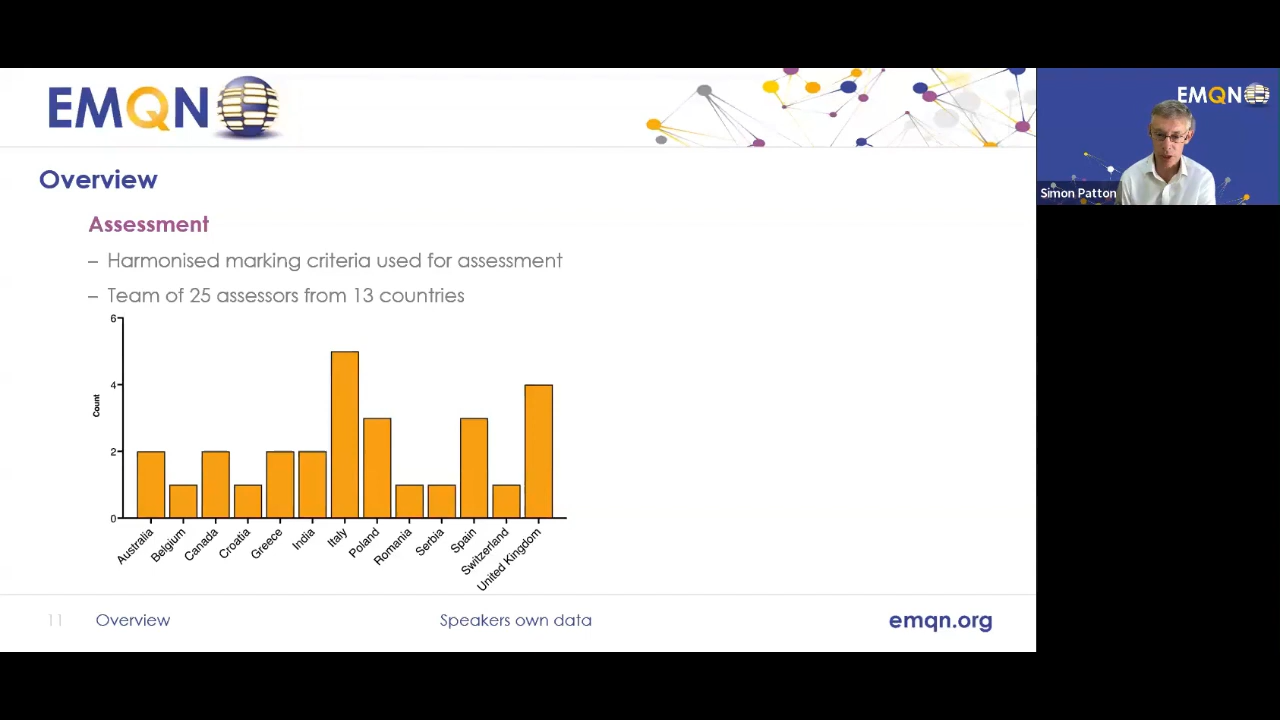 EMQN
EMQN
Simon Patton
Overview
Assessment
– Harmonised marking criteria used for assessment
– Team of 25 assessors from 13 countries
6
4
2
0
Count
Australia
Belgium
Canada
Croatia
Greece
India
Italy
Poland
Romania
Serbia
Spain
Switzerland
United Kingdom
11 Overview Speakers own data emqn.org